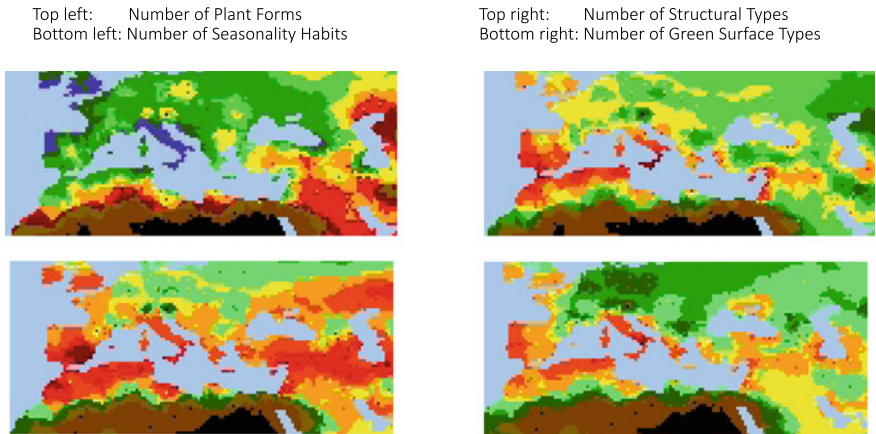 Top left: Number of Plant Forms
Bottom left: Number of Seasonality Habits
Top right: Number of Structural Types
Bottom right: Number of Green Surface Types